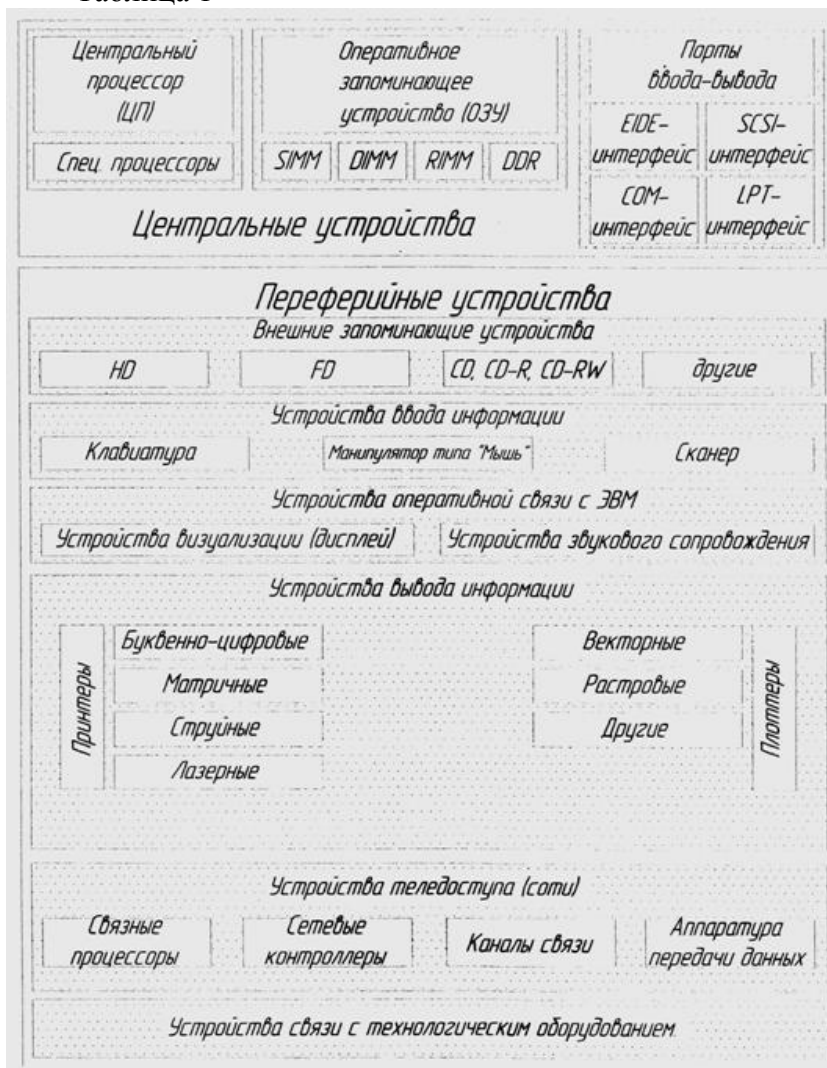 Таблица 1
Центральный
процессор
(ЦП)
Спец. процессоры
Оперативное
запоминающее
устройство (ОЗУ)
SIMM
DIMM
RIMM
DDR
Порты
ввода-вывода
EIDE-
интерфейс
SCSI-
интерфейс
COM-
интерфейс
LPT-
интерфейс
Центральные устройства
Переферийные устройства
Внешние запоминающие устройства
HD
FD
CD, CD-R, CD-RW
другие
Устройства ввода информации
Клавиатура
Манипулятор типа "Мышь"
Сканер
Устройства оперативной связи с ЭВМ
Устройства визуализации (дисплей)
Устройства звукового сопровождения
Устройства вывода информации
Принтеры
Буквенно-цифровые
Матричные
Струйные
Лазерные
Векторные
Растровые
Другие
Плоттеры
Устройства теледоступа (соти)
Связные
процессоры
Сетевые
контроллеры
Каналы связи
Аппаратура
передачи данных
Устройства связи с технологическим оборудованием.